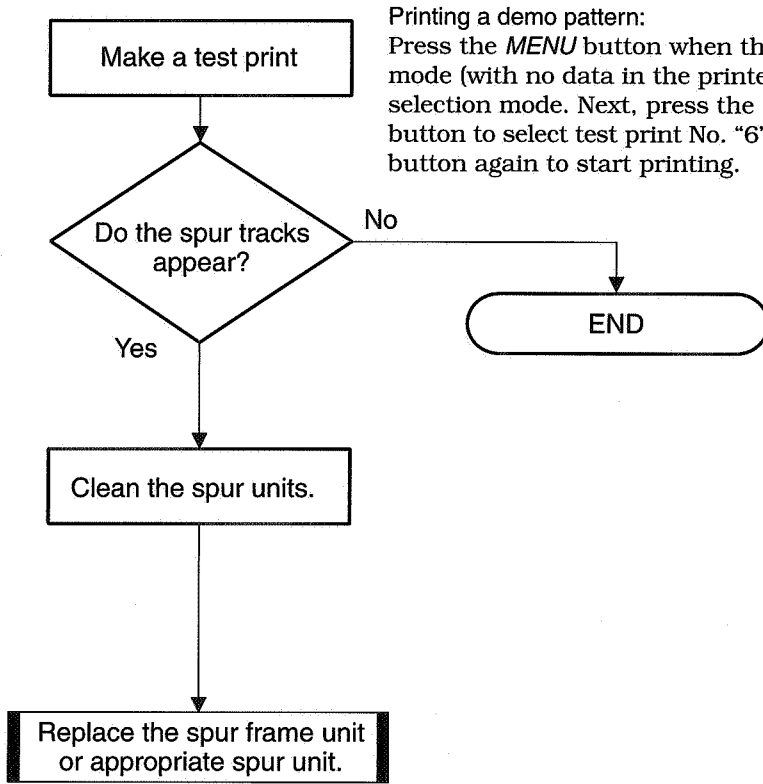 Make a test print
Printing a demo pattern:
Press the MENU button when th
mode (with no data in the printe
selection mode. Next, press the
button to select test print No. “6”
button again to start printing.
Do the spur tracks
appear?
No
END
Yes
Clean the spur units.
Replace the spur frame unit
or appropriate spur unit.